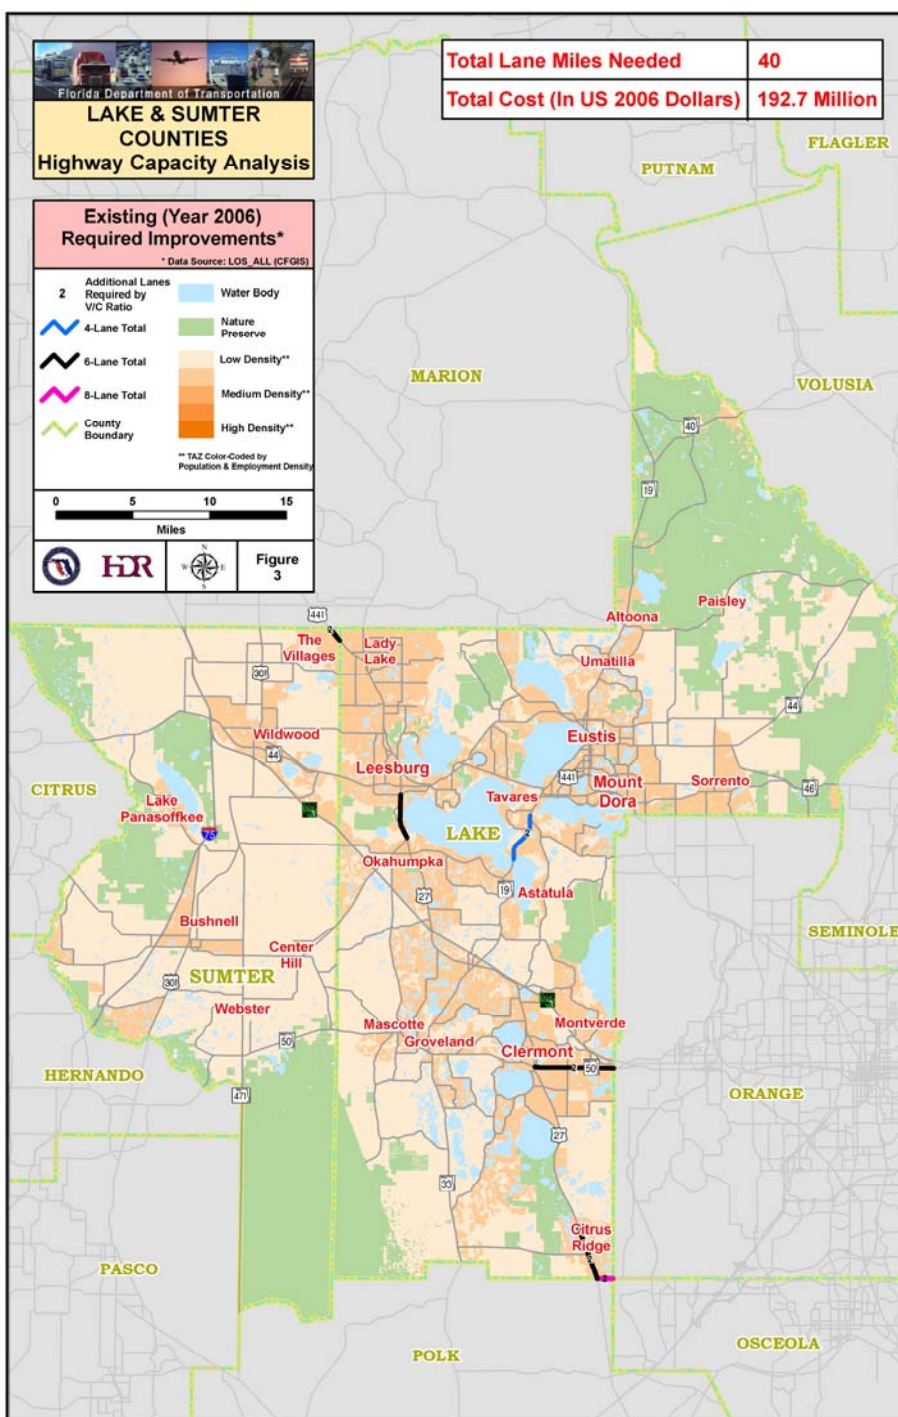 Florida Department of Transportation
LAKE & SUMTER
COUNTIES
Highway Capacity Analysis
Total Lane Miles Needed 40
Total Cost (In US 2006 Dollars) 192.7 Million
Existing (Year 2006)
Required Improvements*
* Data Source: LOS_ALL (CFGIS)
2 Additional Lanes
Required by
V/C Ratio
4-Lane Total
6-Lane Total
8-Lane Total
County
Boundary
Water Body
Nature
Preserve
Low Density**
Medium Density**
High Density**
** TAZ Color-Coded by
Population & Employment Density
0 5 10 15
Miles
HDR
N
W E
S
Figure
3
FLAGLER
PUTNAM
MARION
VOLUSIA
40
19
Paisley
Altoona
441
The
Villages
Lady
Lake
Umatilla
301
44
Wildwood
44
Eustis
Leesburg
441
Mount
Dora
Sorrento
46
CITRUS
Lake
Panasoffkee
75
Tavares
LAKE
2
Okahumpka
27
19
Astatula
Bushnell
SEMINOLE
Center
Hill
SUMTER
301
Webster
50
Mascotte
Groveland
Montverde
Clermont
2
50
HERNANDO
471
ORANGE
27
33
Citrus
Ridge
2
2
PASCO
POLK
OSCEOLA